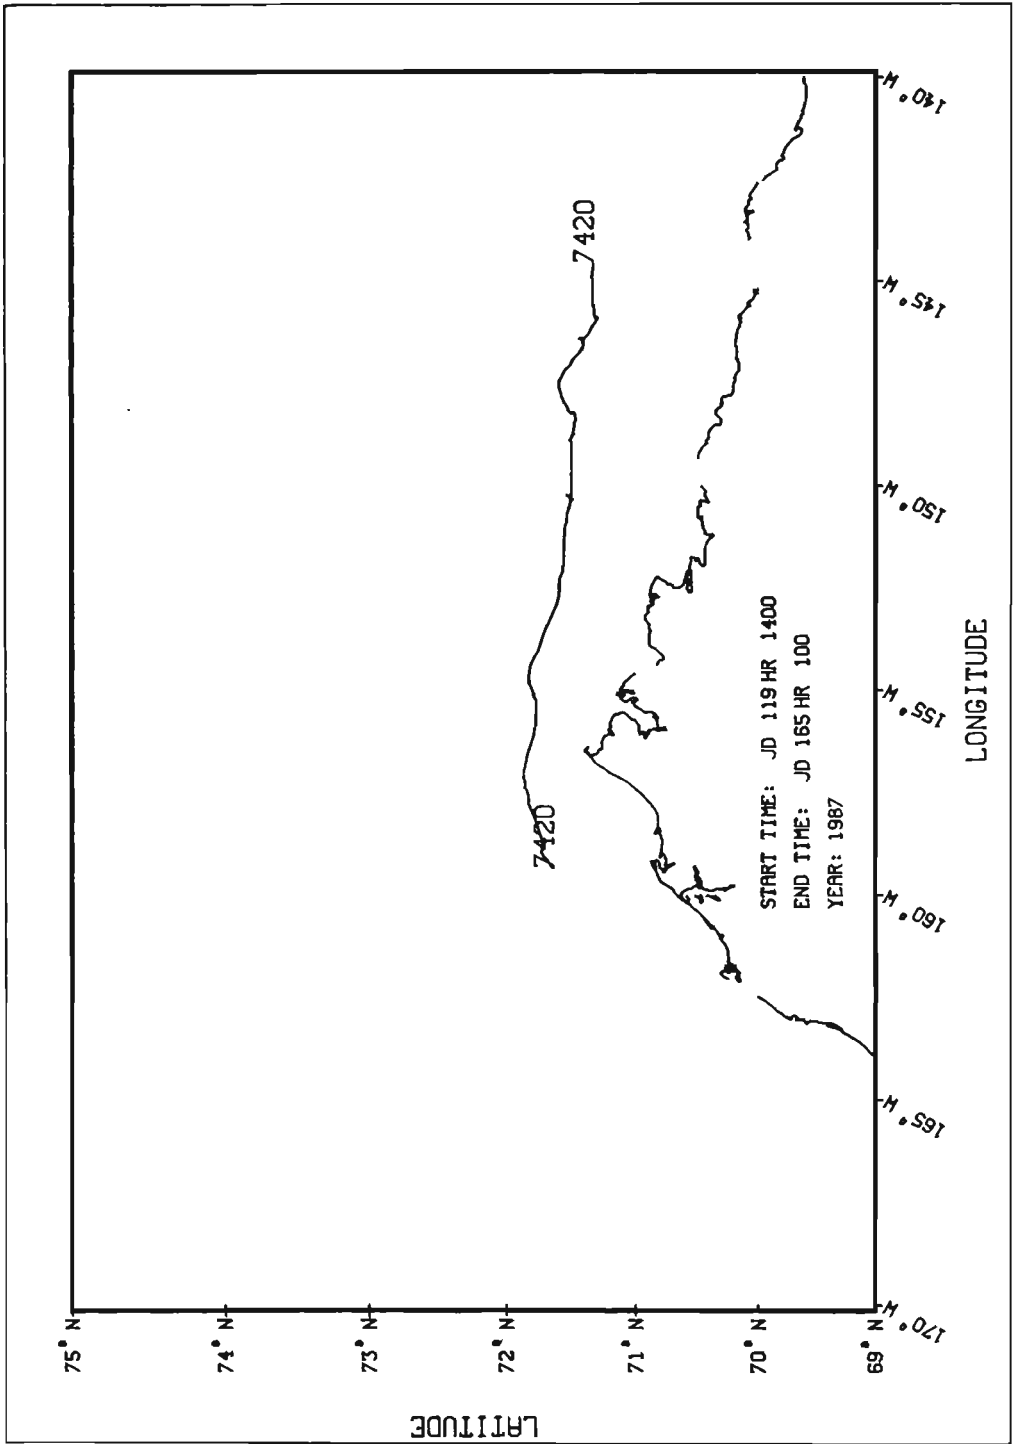 LATITUDE
75° N
74° N
73° N
72° N
71° N
70° N
69° N
7420
7420
START TIME: JD 119 HR 1400
END TIME: JD 165 HR 100
YEAR: 1987
170° W
165° W
160° W
155° W
150° W
145° W
140° W
LONGITUDE